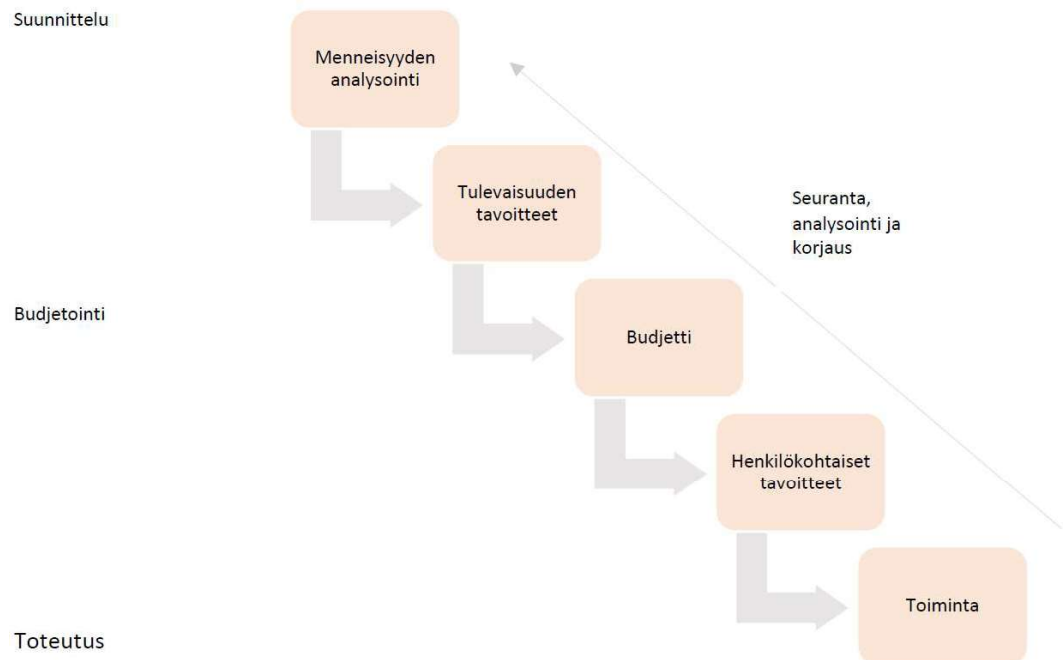 Suunnittelu
Menneisyyden
analysointi
Tulevaisuuden
tavoitteet
Seuranta,
analysointi ja
korjaus
Budjetointi
Budjetti
Henkilökohtaiset
tavoitteet
Toiminta
Toteutus